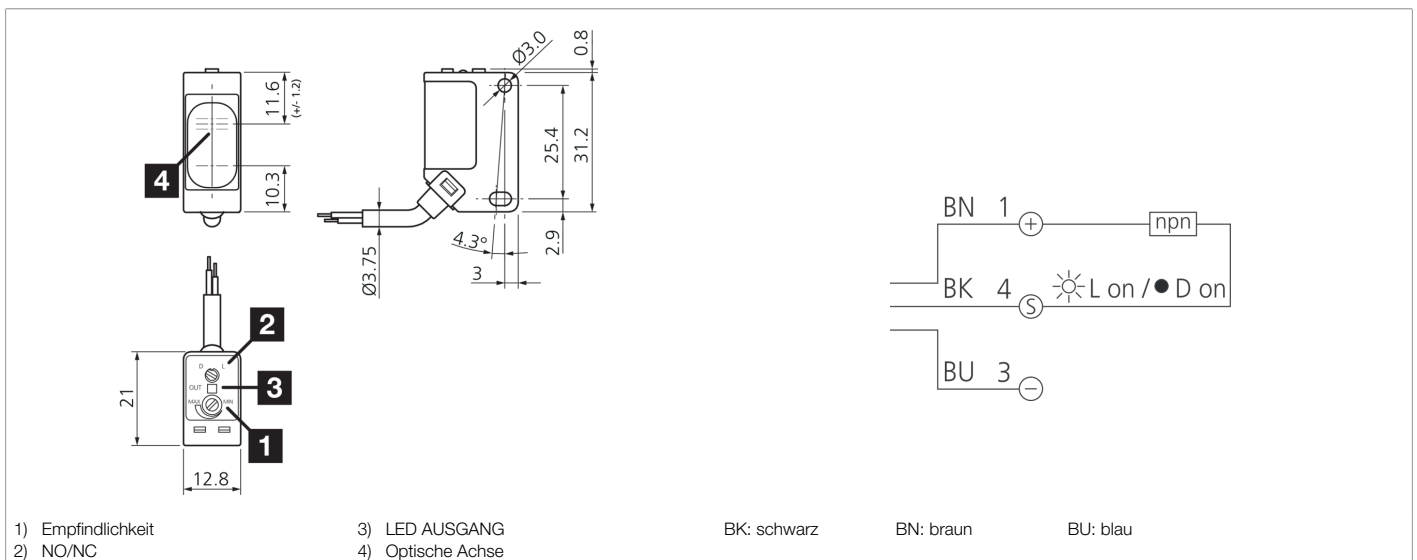 4
11.6
(+/- 1.2)
10.3
Ø3.0
0.8
25.4
31.2
2.9
4.3°
3
Ø3.75
2
3
1
D L
OUT
MAX MIN
21
12.8
BN 1 + npn
BK 4 S L on / D on
BU 3 −
1) Empfindlichkeit
2) NO/NC
3) LED AUSGANG
4) Optische Achse
BK: schwarz BN: braun BU: blau